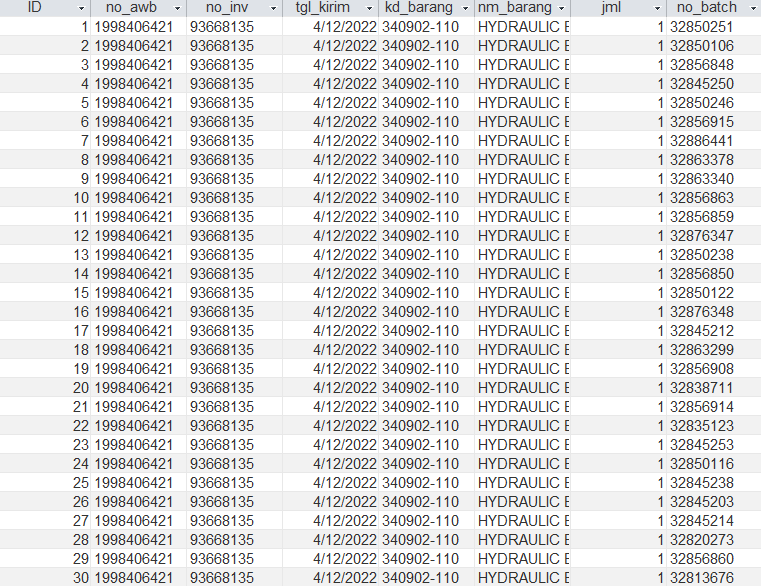 ID no_awb no_inv tgl_kirim kd_barang nm_barang jml no_batch
1 1998406421 93668135 4/12/2022 340902-110 HYDRAULIC E 1 32850251
2 1998406421 93668135 4/12/2022 340902-110 HYDRAULIC E 1 32850106
3 1998406421 93668135 4/12/2022 340902-110 HYDRAULIC E 1 32856848
4 1998406421 93668135 4/12/2022 340902-110 HYDRAULIC E 1 32845250
5 1998406421 93668135 4/12/2022 340902-110 HYDRAULIC E 1 32850246
6 1998406421 93668135 4/12/2022 340902-110 HYDRAULIC E 1 32856915
7 1998406421 93668135 4/12/2022 340902-110 HYDRAULIC E 1 32886441
8 1998406421 93668135 4/12/2022 340902-110 HYDRAULIC E 1 32863378
9 1998406421 93668135 4/12/2022 340902-110 HYDRAULIC E 1 32863340
10 1998406421 93668135 4/12/2022 340902-110 HYDRAULIC E 1 32856863
11 1998406421 93668135 4/12/2022 340902-110 HYDRAULIC E 1 32856859
12 1998406421 93668135 4/12/2022 340902-110 HYDRAULIC E 1 32876347
13 1998406421 93668135 4/12/2022 340902-110 HYDRAULIC E 1 32850238
14 1998406421 93668135 4/12/2022 340902-110 HYDRAULIC E 1 32856850
15 1998406421 93668135 4/12/2022 340902-110 HYDRAULIC E 1 32850122
16 1998406421 93668135 4/12/2022 340902-110 HYDRAULIC E 1 32876348
17 1998406421 93668135 4/12/2022 340902-110 HYDRAULIC E 1 32845212
18 1998406421 93668135 4/12/2022 340902-110 HYDRAULIC E 1 32863299
19 1998406421 93668135 4/12/2022 340902-110 HYDRAULIC E 1 32856908
20 1998406421 93668135 4/12/2022 340902-110 HYDRAULIC E 1 32838711
21 1998406421 93668135 4/12/2022 340902-110 HYDRAULIC E 1 32856914
22 1998406421 93668135 4/12/2022 340902-110 HYDRAULIC E 1 32835123
23 1998406421 93668135 4/12/2022 340902-110 HYDRAULIC E 1 32845253
24 1998406421 93668135 4/12/2022 340902-110 HYDRAULIC E 1 32850116
25 1998406421 93668135 4/12/2022 340902-110 HYDRAULIC E 1 32845238
26 1998406421 93668135 4/12/2022 340902-110 HYDRAULIC E 1 32845203
27 1998406421 93668135 4/12/2022 340902-110 HYDRAULIC E 1 32845214
28 1998406421 93668135 4/12/2022 340902-110 HYDRAULIC E 1 32820273
29 1998406421 93668135 4/12/2022 340902-110 HYDRAULIC E 1 32856860
30 1998406421 93668135 4/12/2022 340902-110 HYDRAULIC E 1 32813676